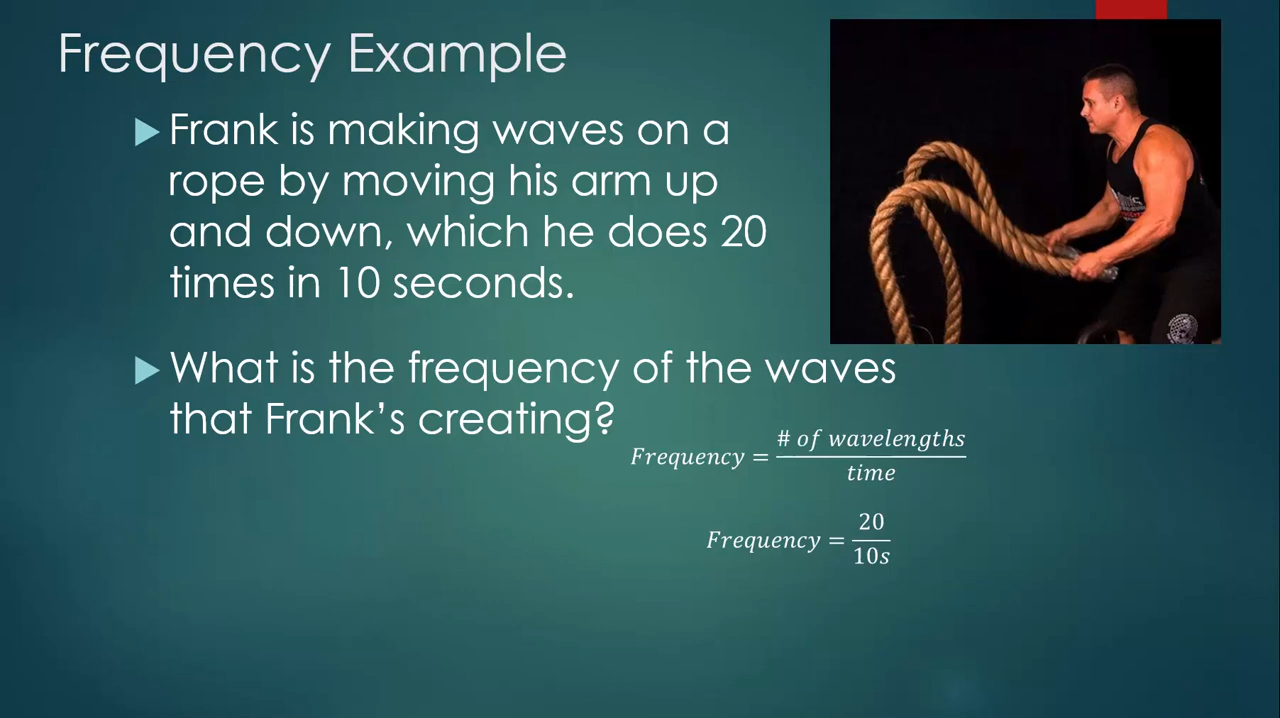 Frequency Example
Frank is making waves on a
rope by moving his arm up
and down, which he does 20
times in 10 seconds.
What is the frequency of the waves
that Frank's creating?
Frequency = # of wavelengths / time
Frequency = 20 / 10s